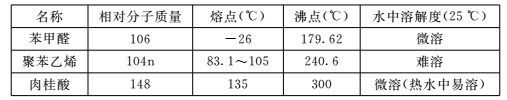 名称 相对分子质量 熔点(℃) 沸点(℃) 水中溶解度(25 ℃)
苯甲醛 106 －26 179.62 微溶
聚苯乙烯 104n 83.1～105 240.6 难溶
肉桂酸 148 135 300 微溶(热水中易溶)